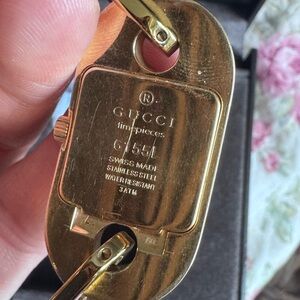 ®
GUCCI
timepieces
6155L
SWISS MADE
STAINLESS STEEL
WATER RESISTANT
3 ATM